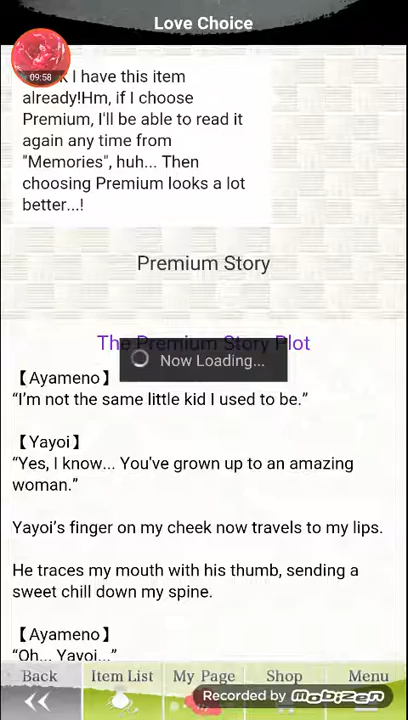 Love Choice
09:58
I have this item
already!Hm, if I choose
Premium, I'll be able to read it
again any time from
"Memories", huh... Then
choosing Premium looks a lot
better...!
Premium Story
The Premium Story Plot
Now Loading...
【Ayameno】
“I’m not the same little kid I used to be.”
【Yayoi】
“Yes, I know... You've grown up to an amazing
woman.”
Yayoi’s finger on my cheek now travels to my lips.
He traces my mouth with his thumb, sending a
sweet chill down my spine.
【Ayameno】
“Oh... Yayoi...”
Back Item List My Page Shop Menu
Recorded by mobizen